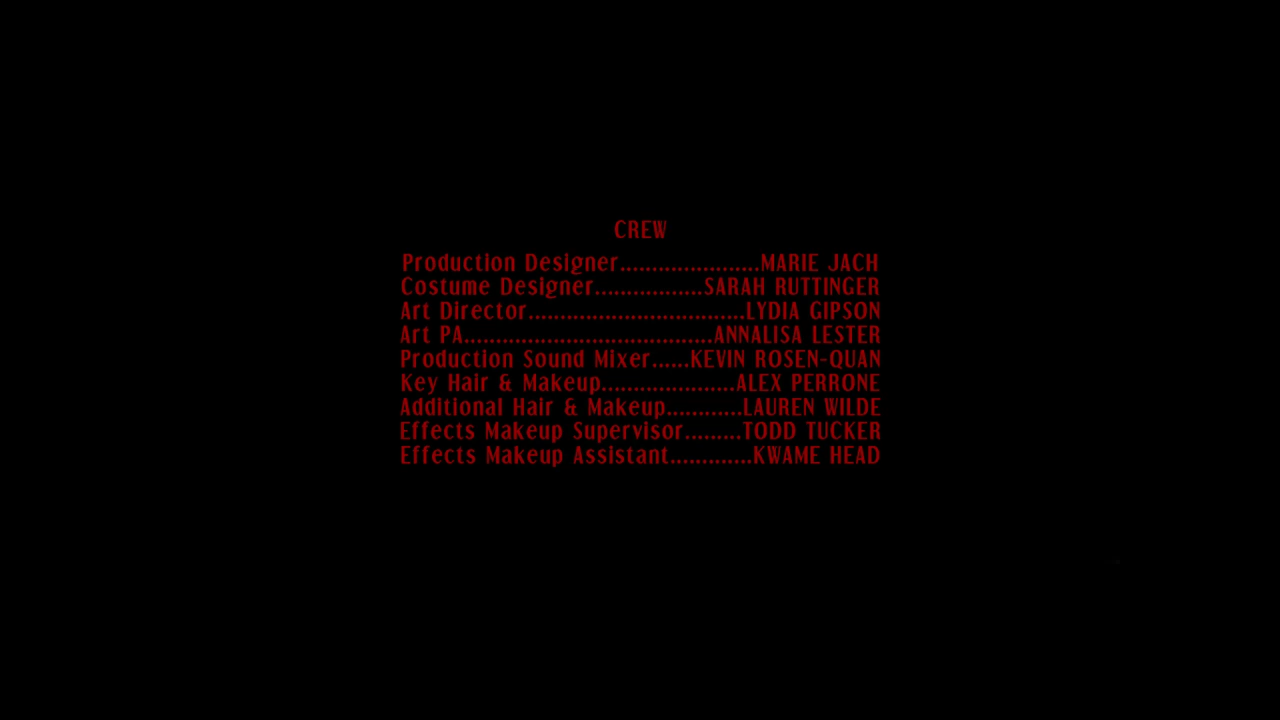 CREW
Production Designer......................MARIE JACH
Costume Designer.................SARAH RUTTINGER
Art Director..................................LYDIA GIPSON
Art PA.......................................ANNALISA LESTER
Production Sound Mixer......KEVIN ROSEN-QUAN
Key Hair & Makeup.....................ALEX PERRONE
Additional Hair & Makeup............LAUREN WILDE
Effects Makeup Supervisor.........TODD TUCKER
Effects Makeup Assistant.............KWAME HEAD